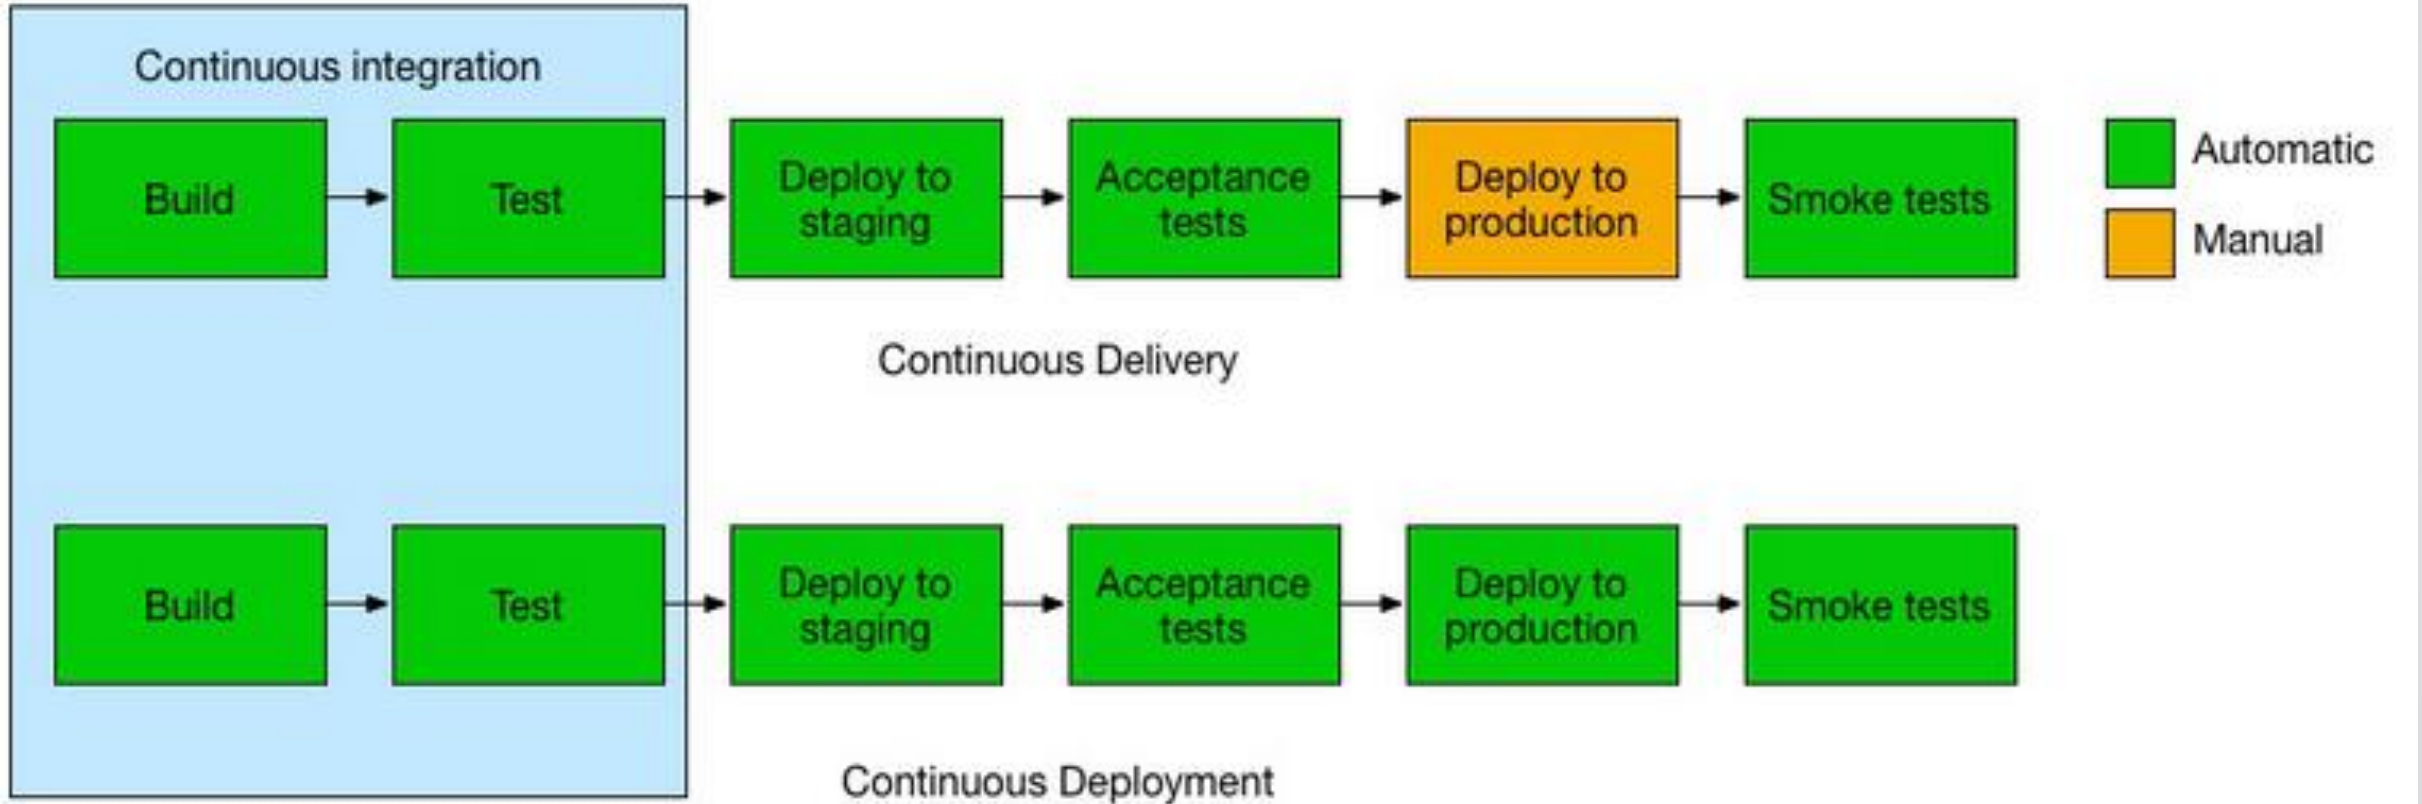 Continuous integration
Build
Test
Deploy to
staging
Acceptance
tests
Deploy to
production
Smoke tests
Automatic
Manual
Continuous Delivery
Build
Test
Deploy to
staging
Acceptance
tests
Deploy to
production
Smoke tests
Continuous Deployment